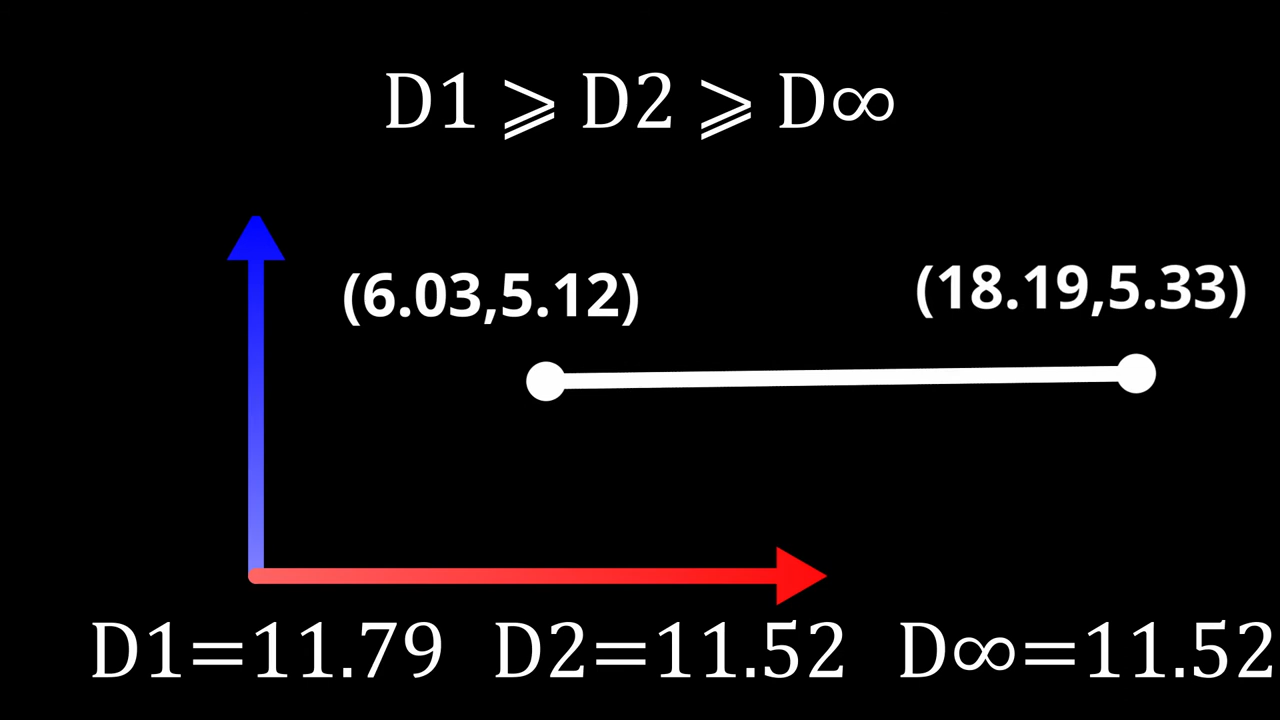 D1 ⩾ D2 ⩾ D∞
(6.03,5.12)
(18.19,5.33)
D1=11.79 D2=11.52 D∞=11.52